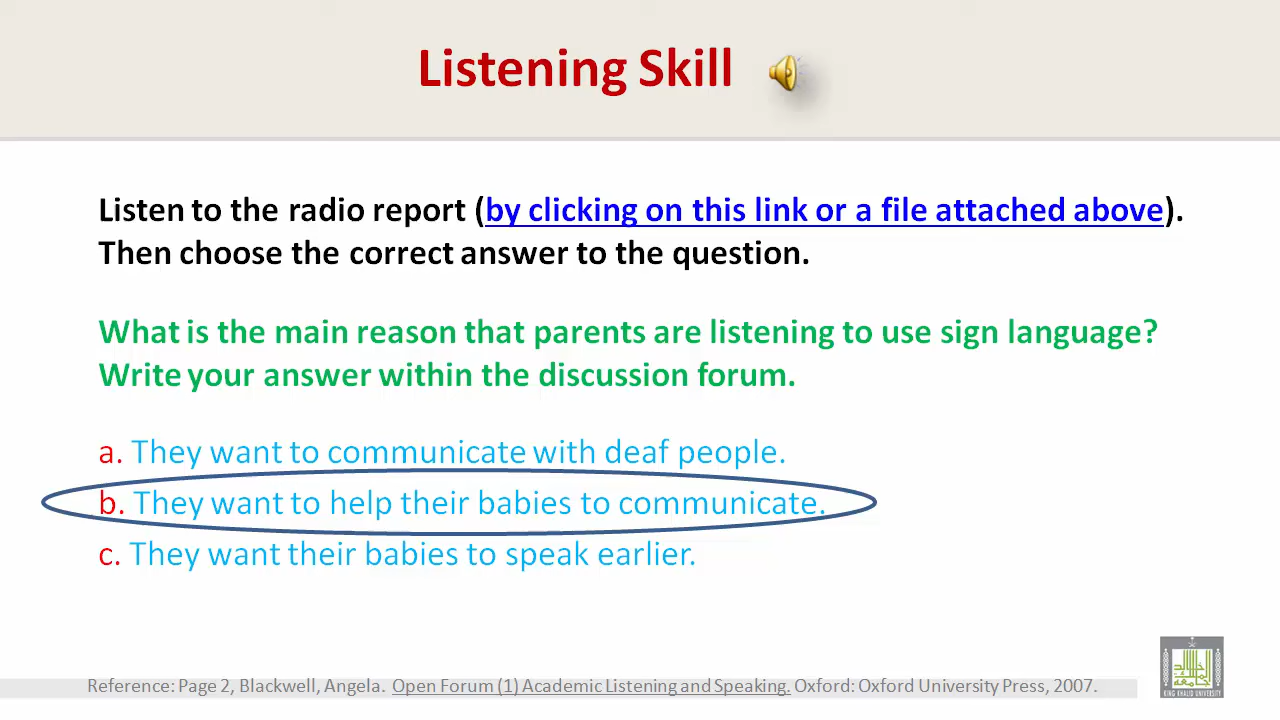 Listening Skill
Listen to the radio report (by clicking on this link or a file attached above).
Then choose the correct answer to the question.
What is the main reason that parents are listening to use sign language?
Write your answer within the discussion forum.
a. They want to communicate with deaf people.
b. They want to help their babies to communicate.
c. They want their babies to speak earlier.
KING KHALID UNIVERSITY
Reference: Page 2, Blackwell, Angela. Open Forum (1) Academic Listening and Speaking. Oxford: Oxford University Press, 2007.